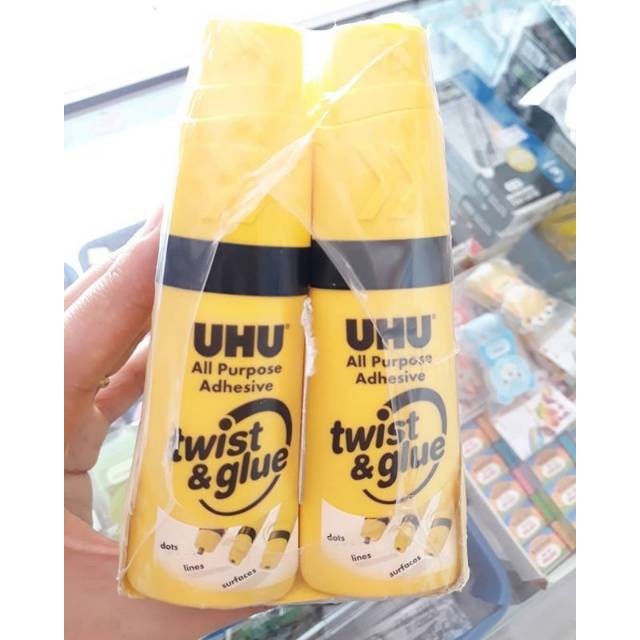 UHU®
All Purpose
Adhesive
twist
& glue
dots
lines
surfaces
UHU®
All Purpose
Adhesive
twist
& glue
dots
lines
surfaces